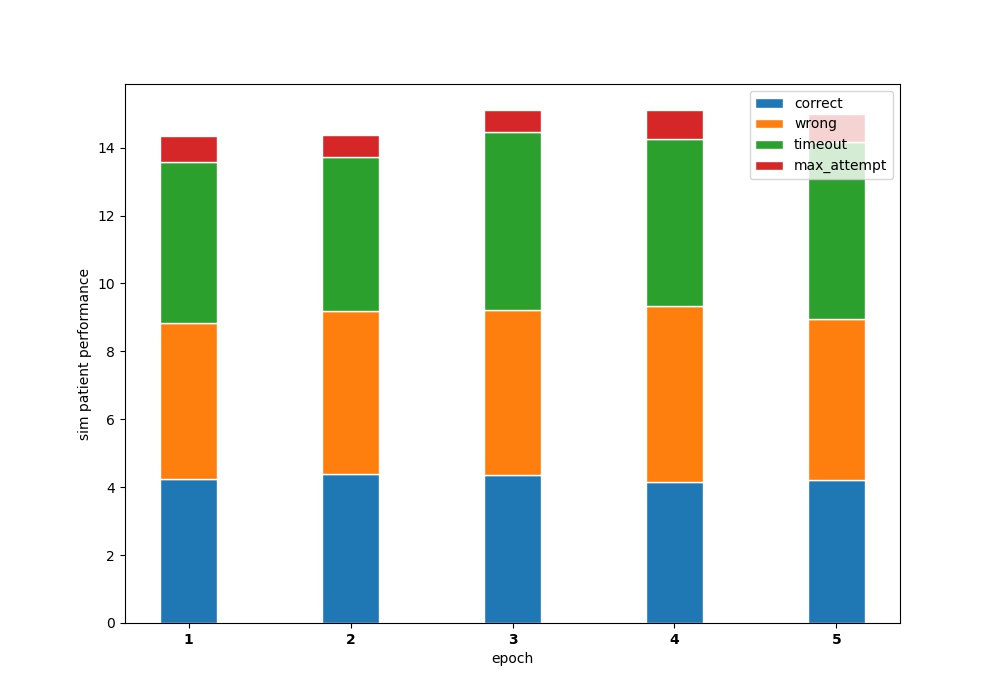 correct
wrong
timeout
max_attempt
14
12
10
8
6
4
2
0
sim patient performance
1 2 3 4 5
epoch